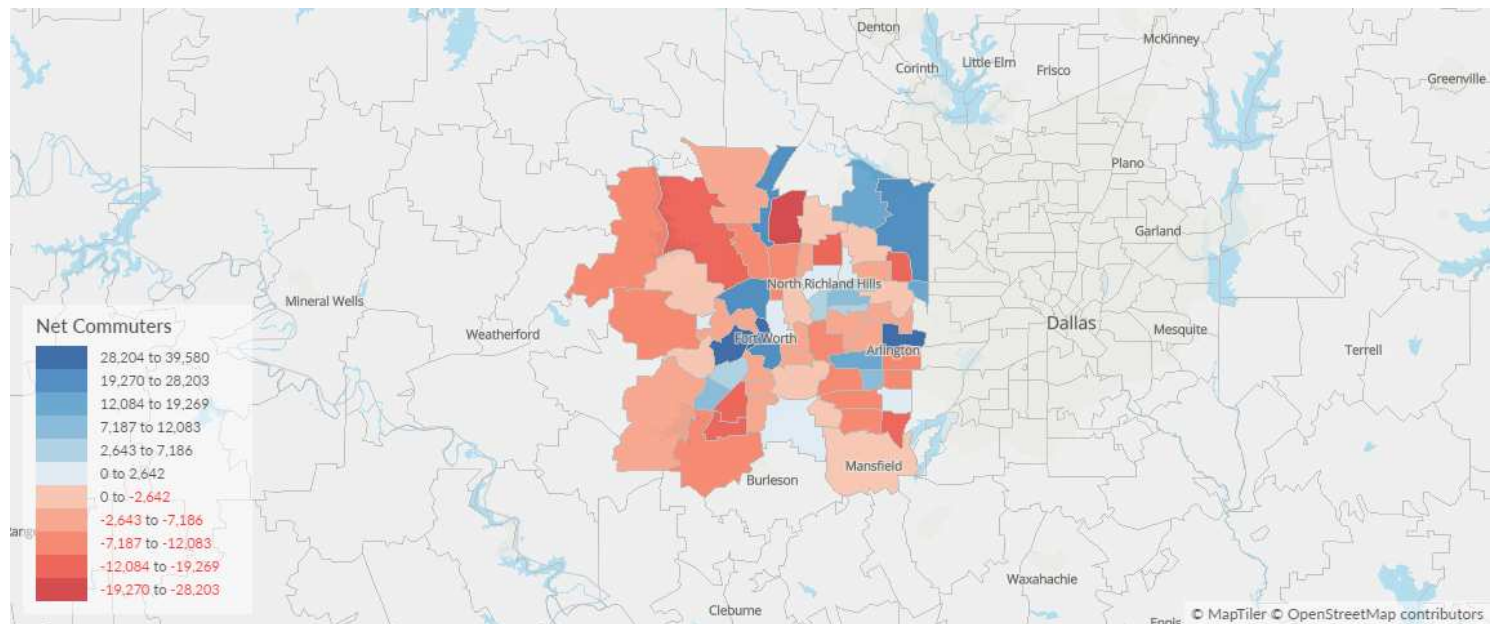 Denton
McKinney
Corinth
Little Elm
Frisco
Greenville
Plano
Garland
North Richland Hills
Mineral Wells
Weatherford
Fort Worth
Dallas
Mesquite
Arlington
Terrell
Mansfield
Burleson
Waxahachie
Cleburne
Net Commuters
28,204 to 39,580
19,270 to 28,203
12,084 to 19,269
7,187 to 12,083
2,643 to 7,186
0 to 2,642
0 to -2,642
-2,643 to -7,186
-7,187 to -12,083
-12,084 to -19,269
-19,270 to -28,203
© MapTiler © OpenStreetMap contributors